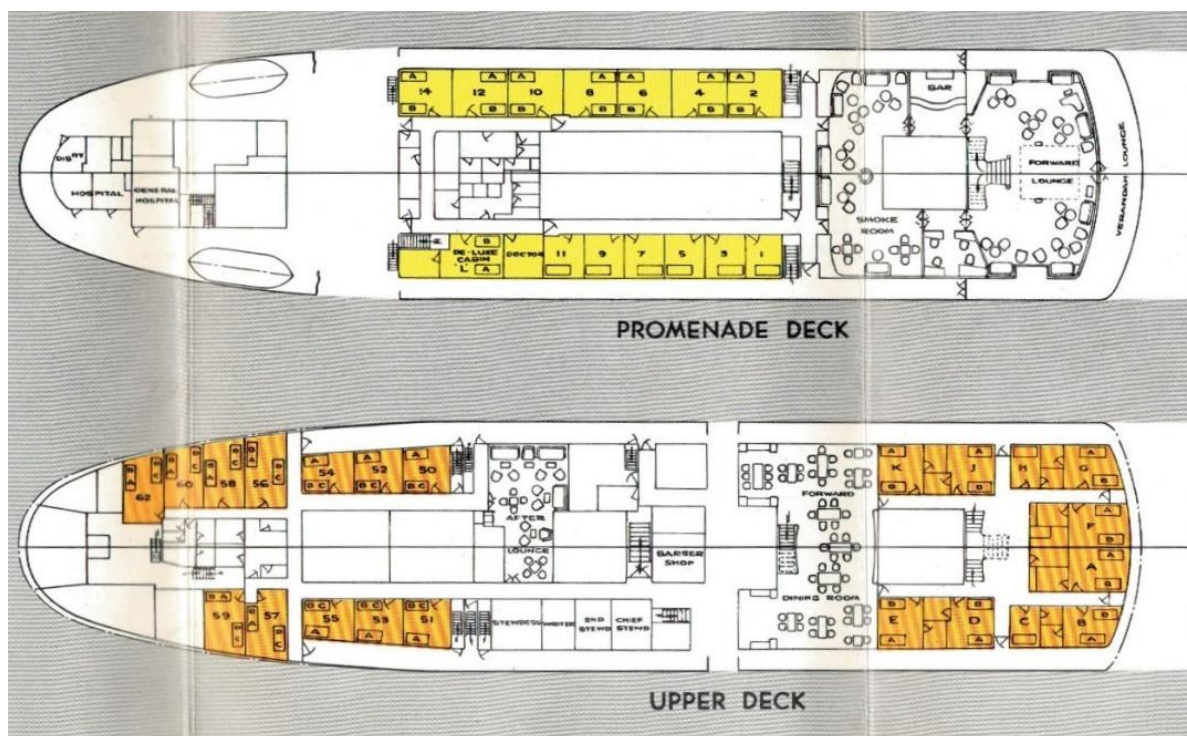 A A A A A A A
14 12 10 8 6 4 2
B B B B B B B
BAR
DISRY
HOSPITAL
GENERAL
HOSPITAL
FORWARD
LOUNGE
VERANDAH LOUNGE
SMOKE
ROOM
B
DE-LUXE
CABIN
"L" A
DOCTOR
11 9 7 5 3 1
PROMENADE DECK
62 60 58 56
A A A
54 52 50
B C B C B C
AFTER
LOUNGE
BARBER
SHOP
FORWARD
DINING ROOM
K J H G
F
A
E D C B
59 57
B C B C B C
55 53 51
A A A
STEWDESS
WRITER
2ND
STEWD
CHIEF
STEWD
UPPER DECK